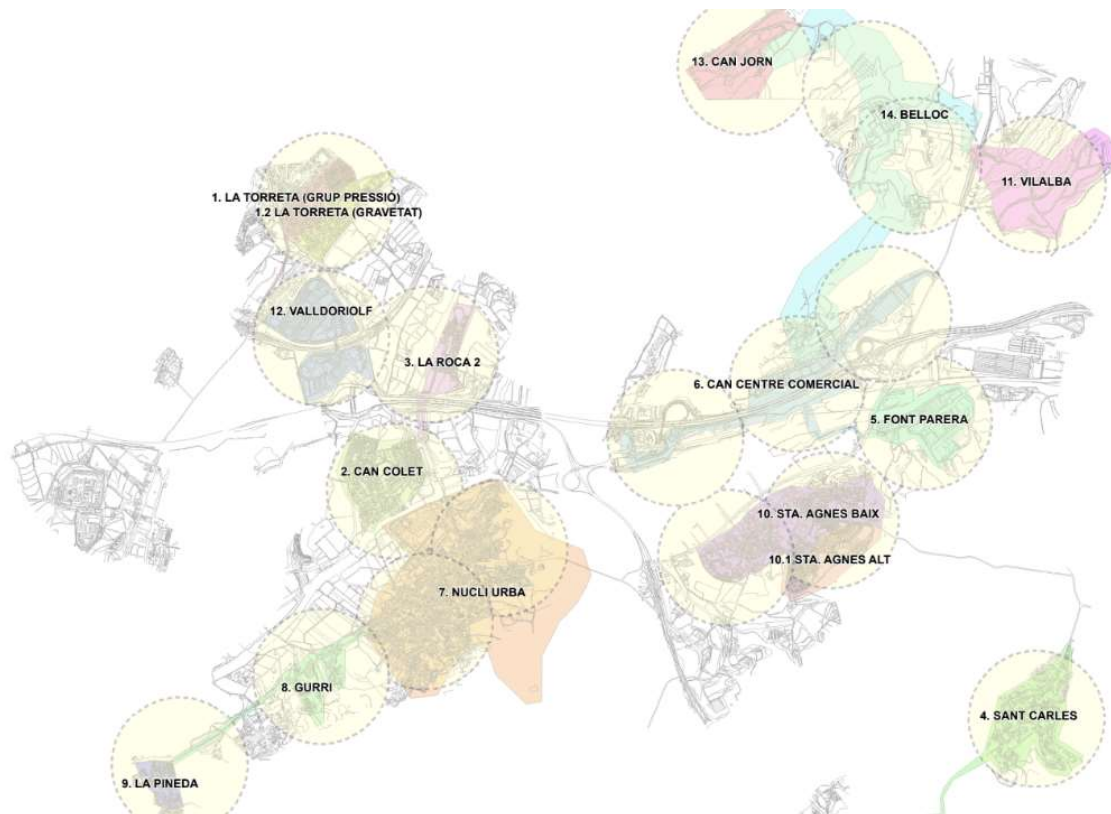 13. CAN JORN
14. BELLOC
11. VILALBA
1. LA TORRETA (GRUP PRESSIÓ)
1.2 LA TORRETA (GRAVETAT)
12. VALLDORIOLF
3. LA ROCA 2
6. CAN CENTRE COMERCIAL
5. FONT PARERA
2. CAN COLET
10. STA. AGNES BAIX
10.1 STA. AGNES ALT
7. NUCLI URBA
8. GURRI
4. SANT CARLES
9. LA PINEDA